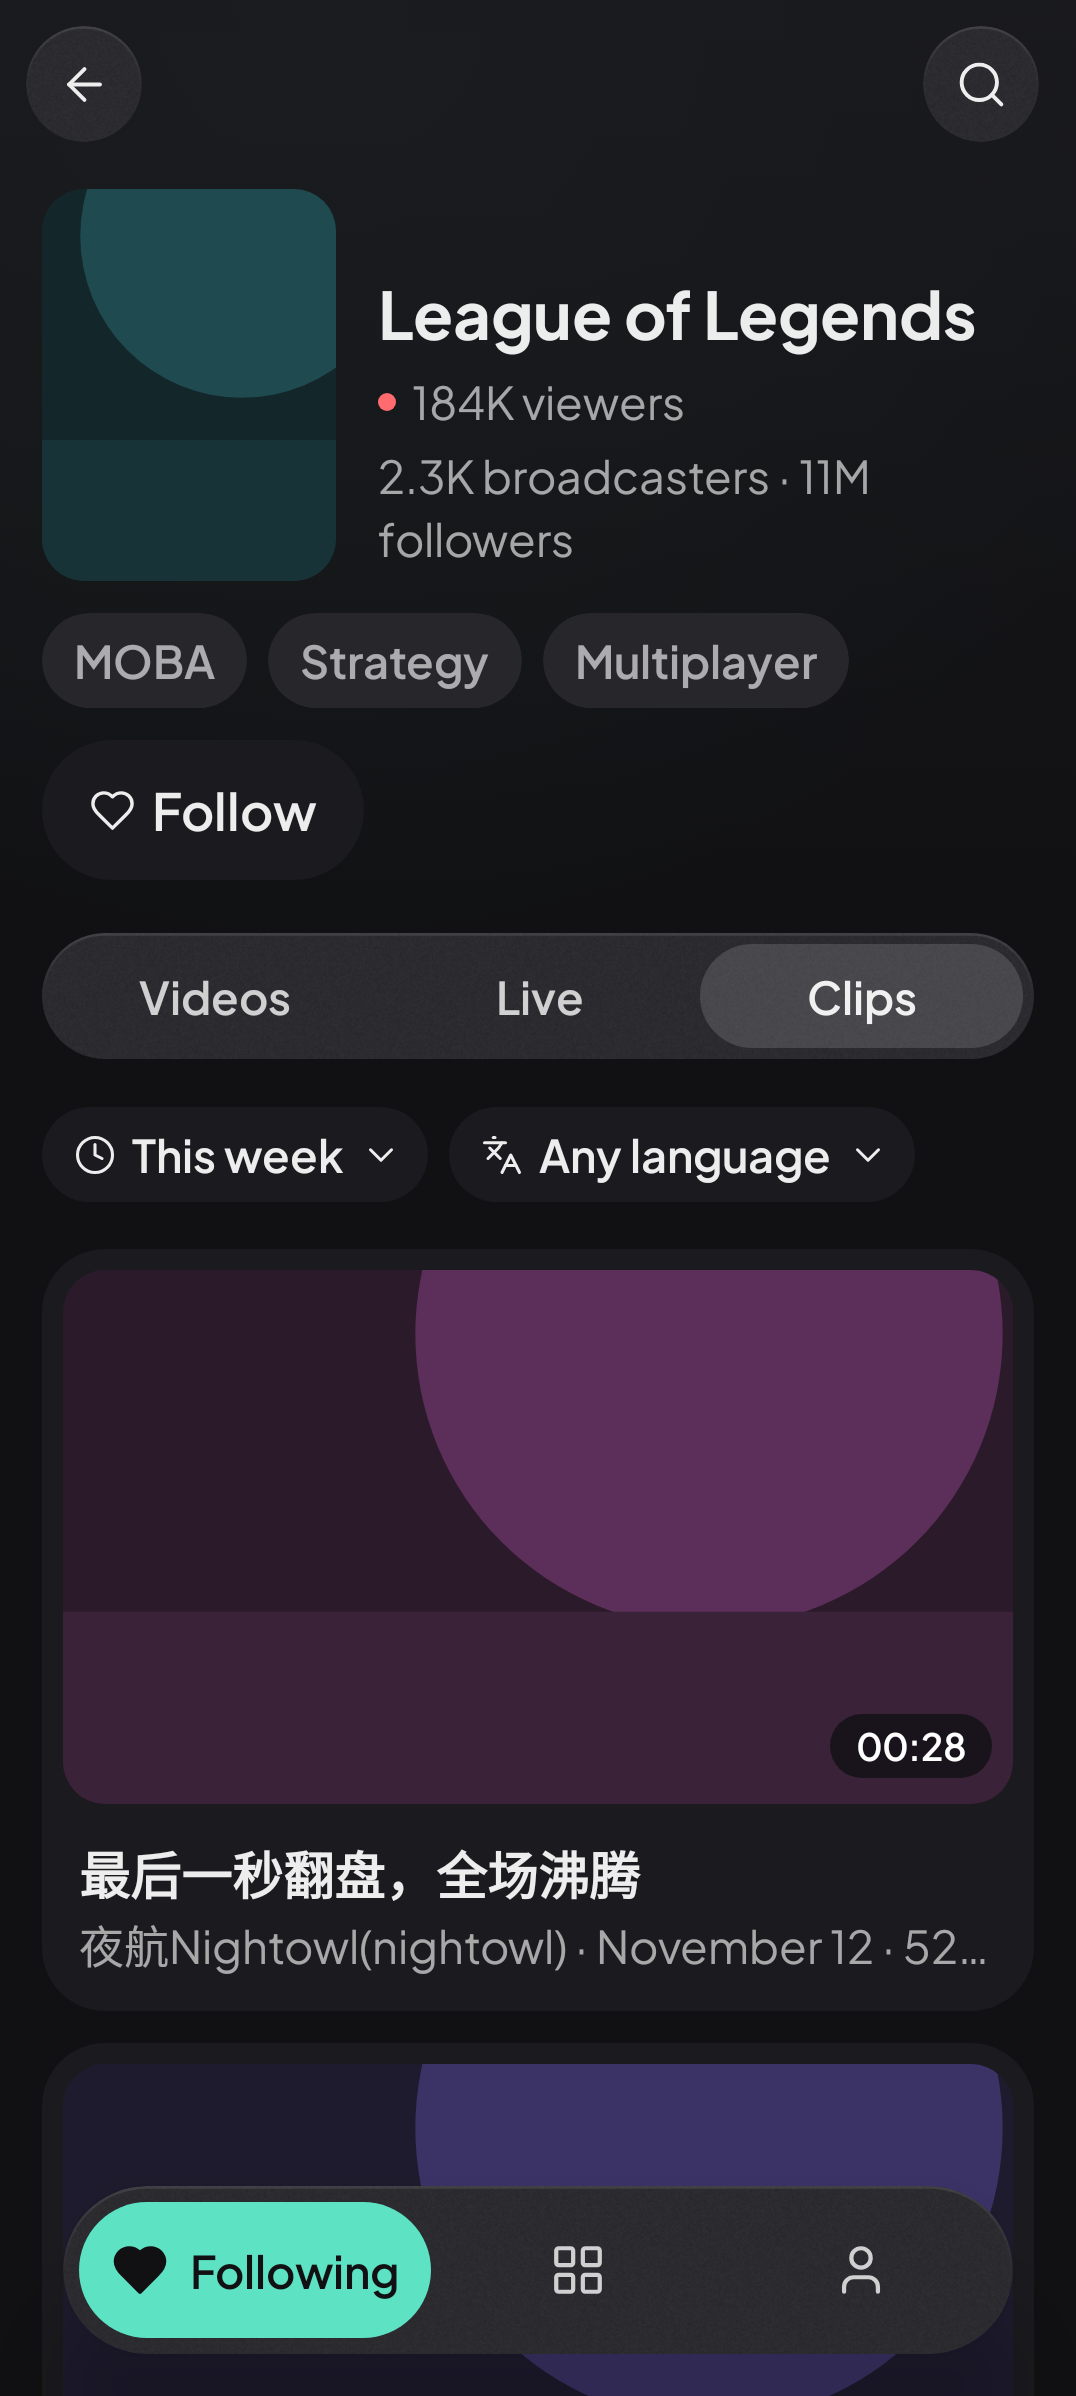 League of Legends
184K viewers
2.3K broadcasters · 11M
followers
MOBA
Strategy
Multiplayer
Follow
Videos
Live
Clips
This week
Any language
00:28
最后一秒翻盘，全场沸腾
夜航Nightowl(nightowl) · November 12 · 52...
Following